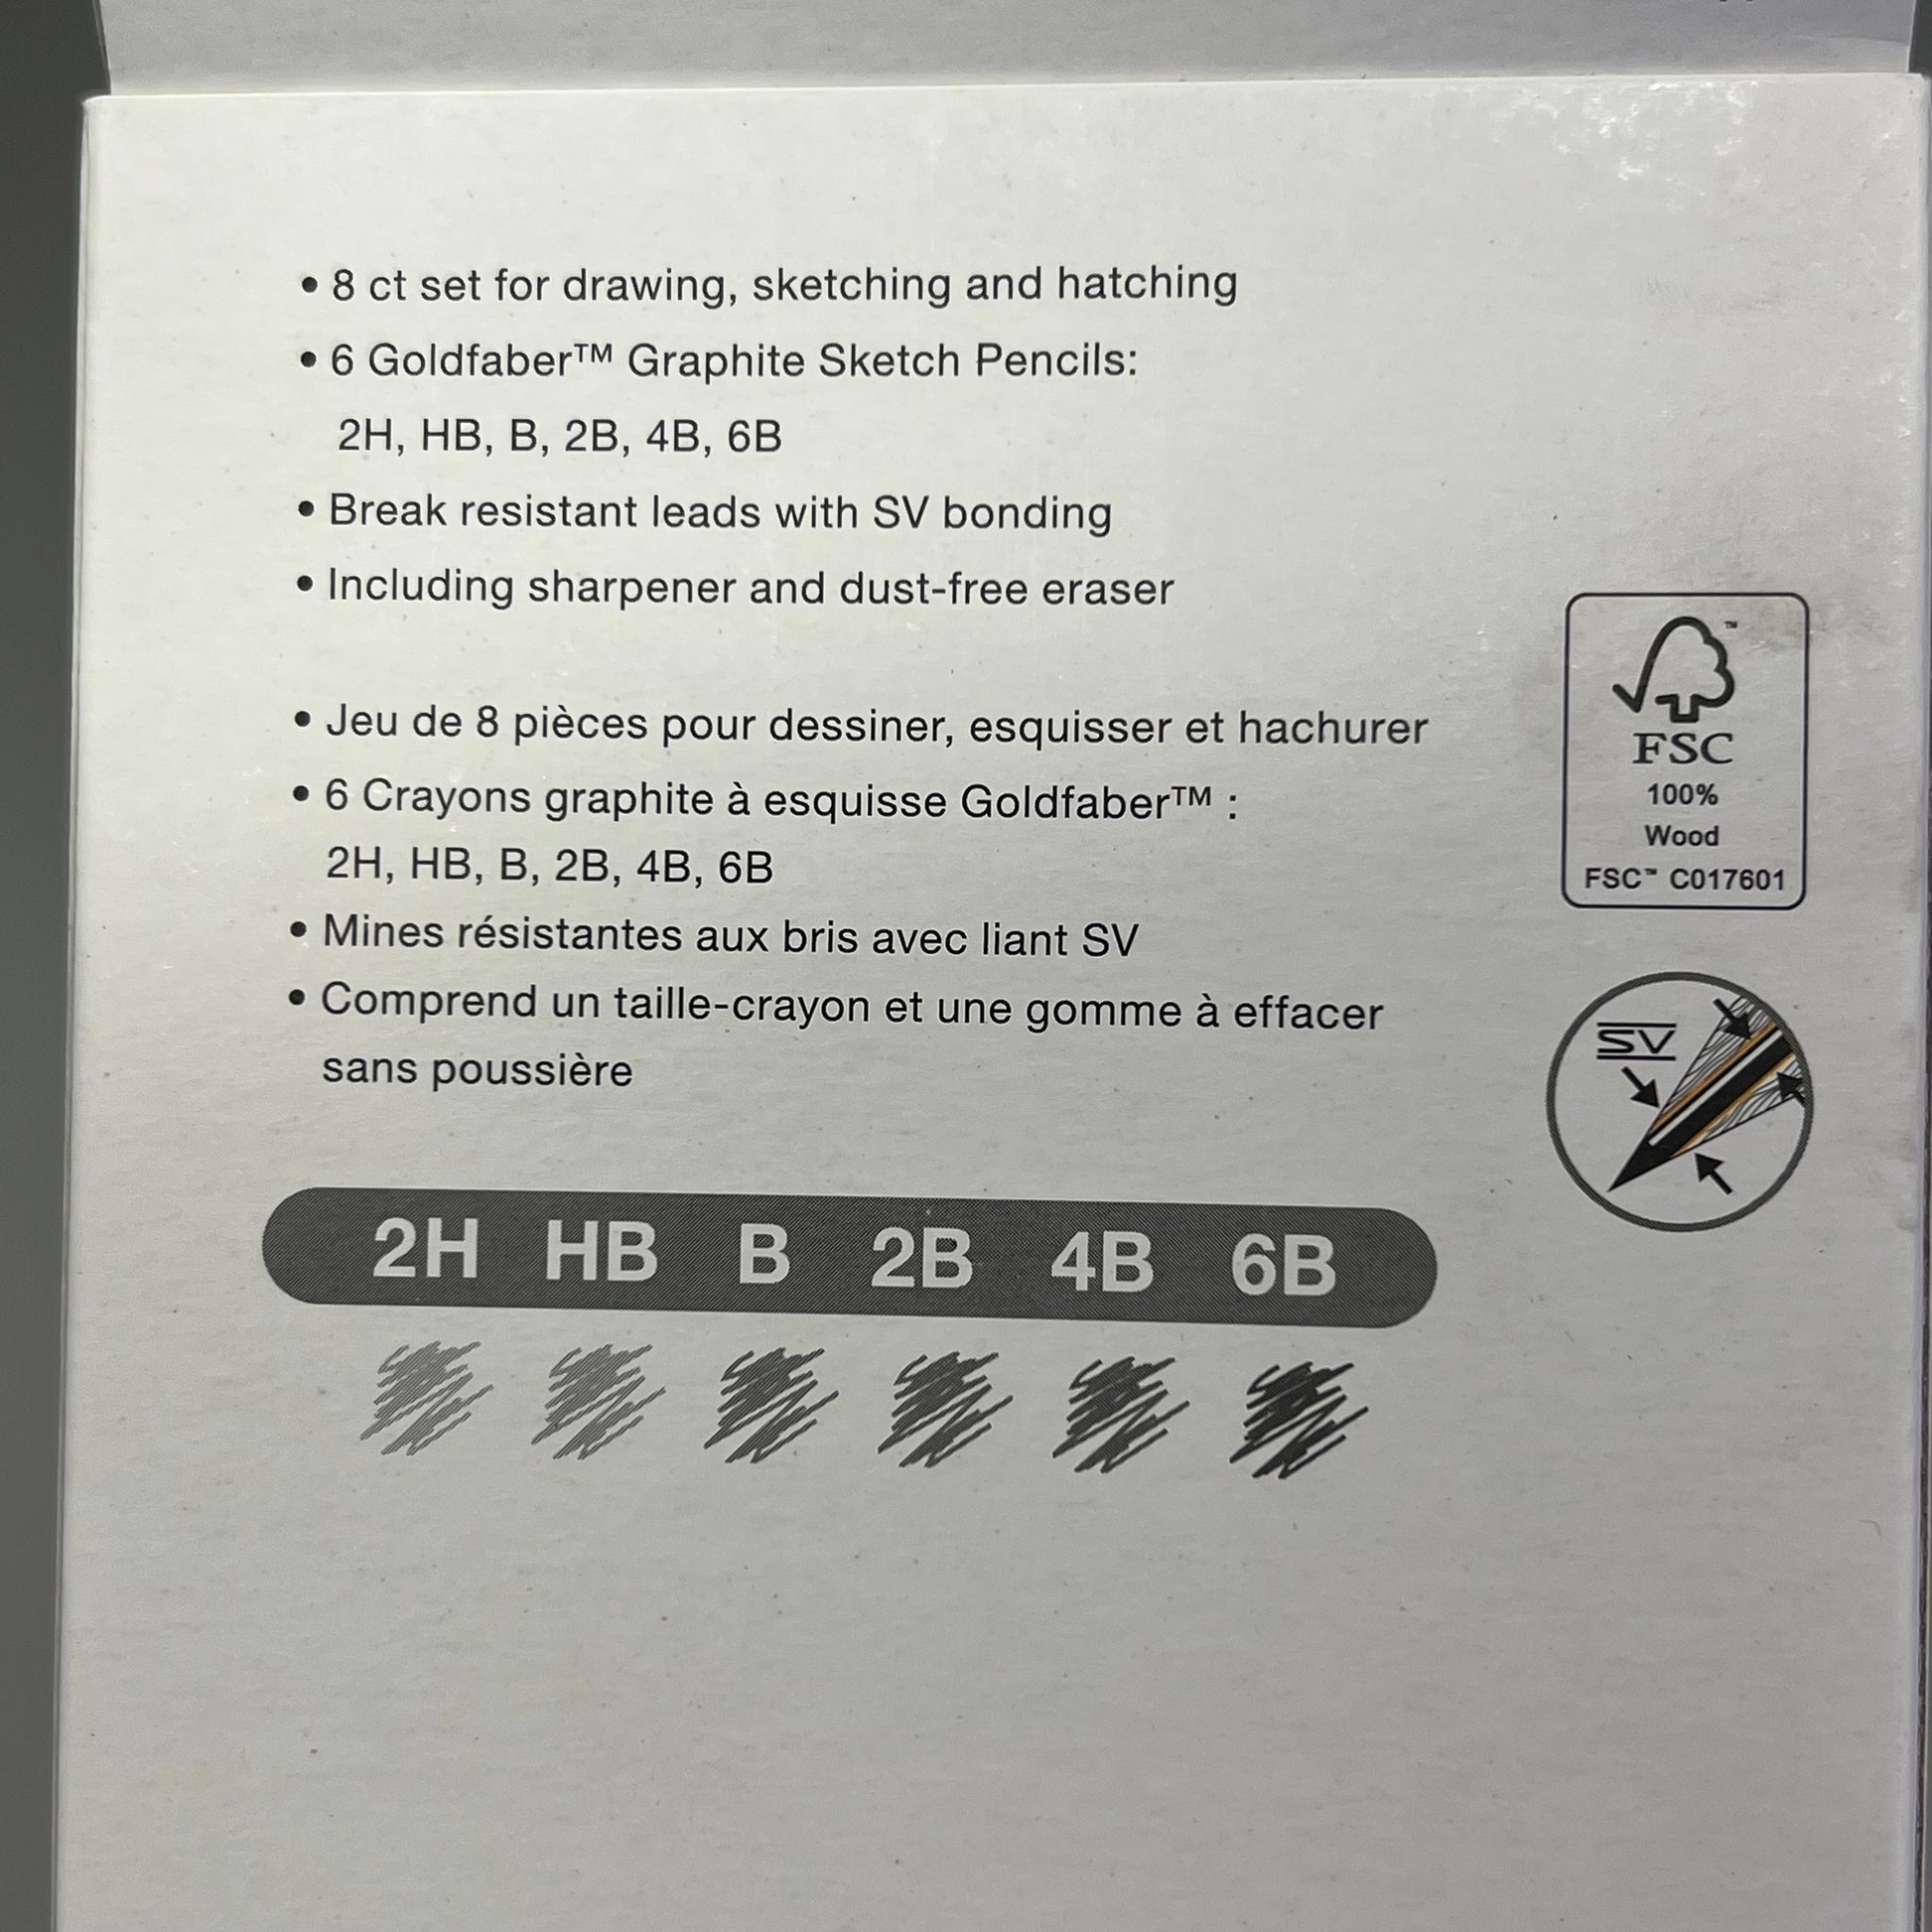 • 8 ct set for drawing, sketching and hatching
• 6 Goldfaber™ Graphite Sketch Pencils:
2H, HB, B, 2B, 4B, 6B
• Break resistant leads with SV bonding
• Including sharpener and dust-free eraser
• Jeu de 8 pièces pour dessiner, esquisser et hachurer
• 6 Crayons graphite à esquisse Goldfaber™ :
2H, HB, B, 2B, 4B, 6B
• Mines résistantes aux bris avec liant SV
• Comprend un taille-crayon et une gomme à effacer
sans poussière
™
FSC
100%
Wood
FSC™ C017601
SV
2H HB B 2B 4B 6B